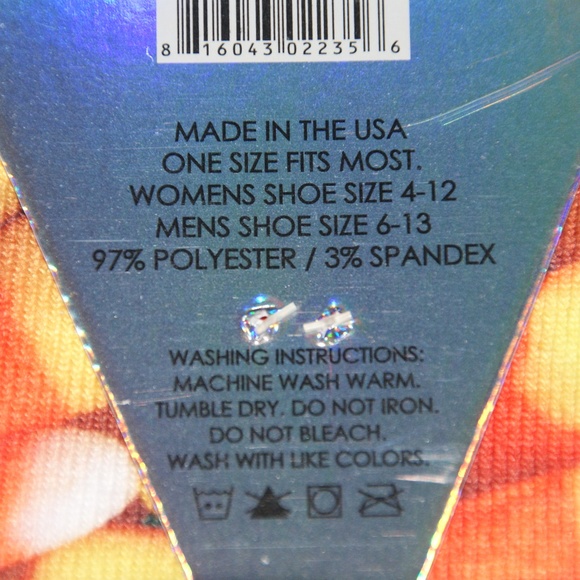 8 16043 02235 6
MADE IN THE USA
ONE SIZE FITS MOST.
WOMENS SHOE SIZE 4-12
MENS SHOE SIZE 6-13
97% POLYESTER / 3% SPANDEX
WASHING INSTRUCTIONS:
MACHINE WASH WARM.
TUMBLE DRY. DO NOT IRON.
DO NOT BLEACH.
WASH WITH LIKE COLORS.